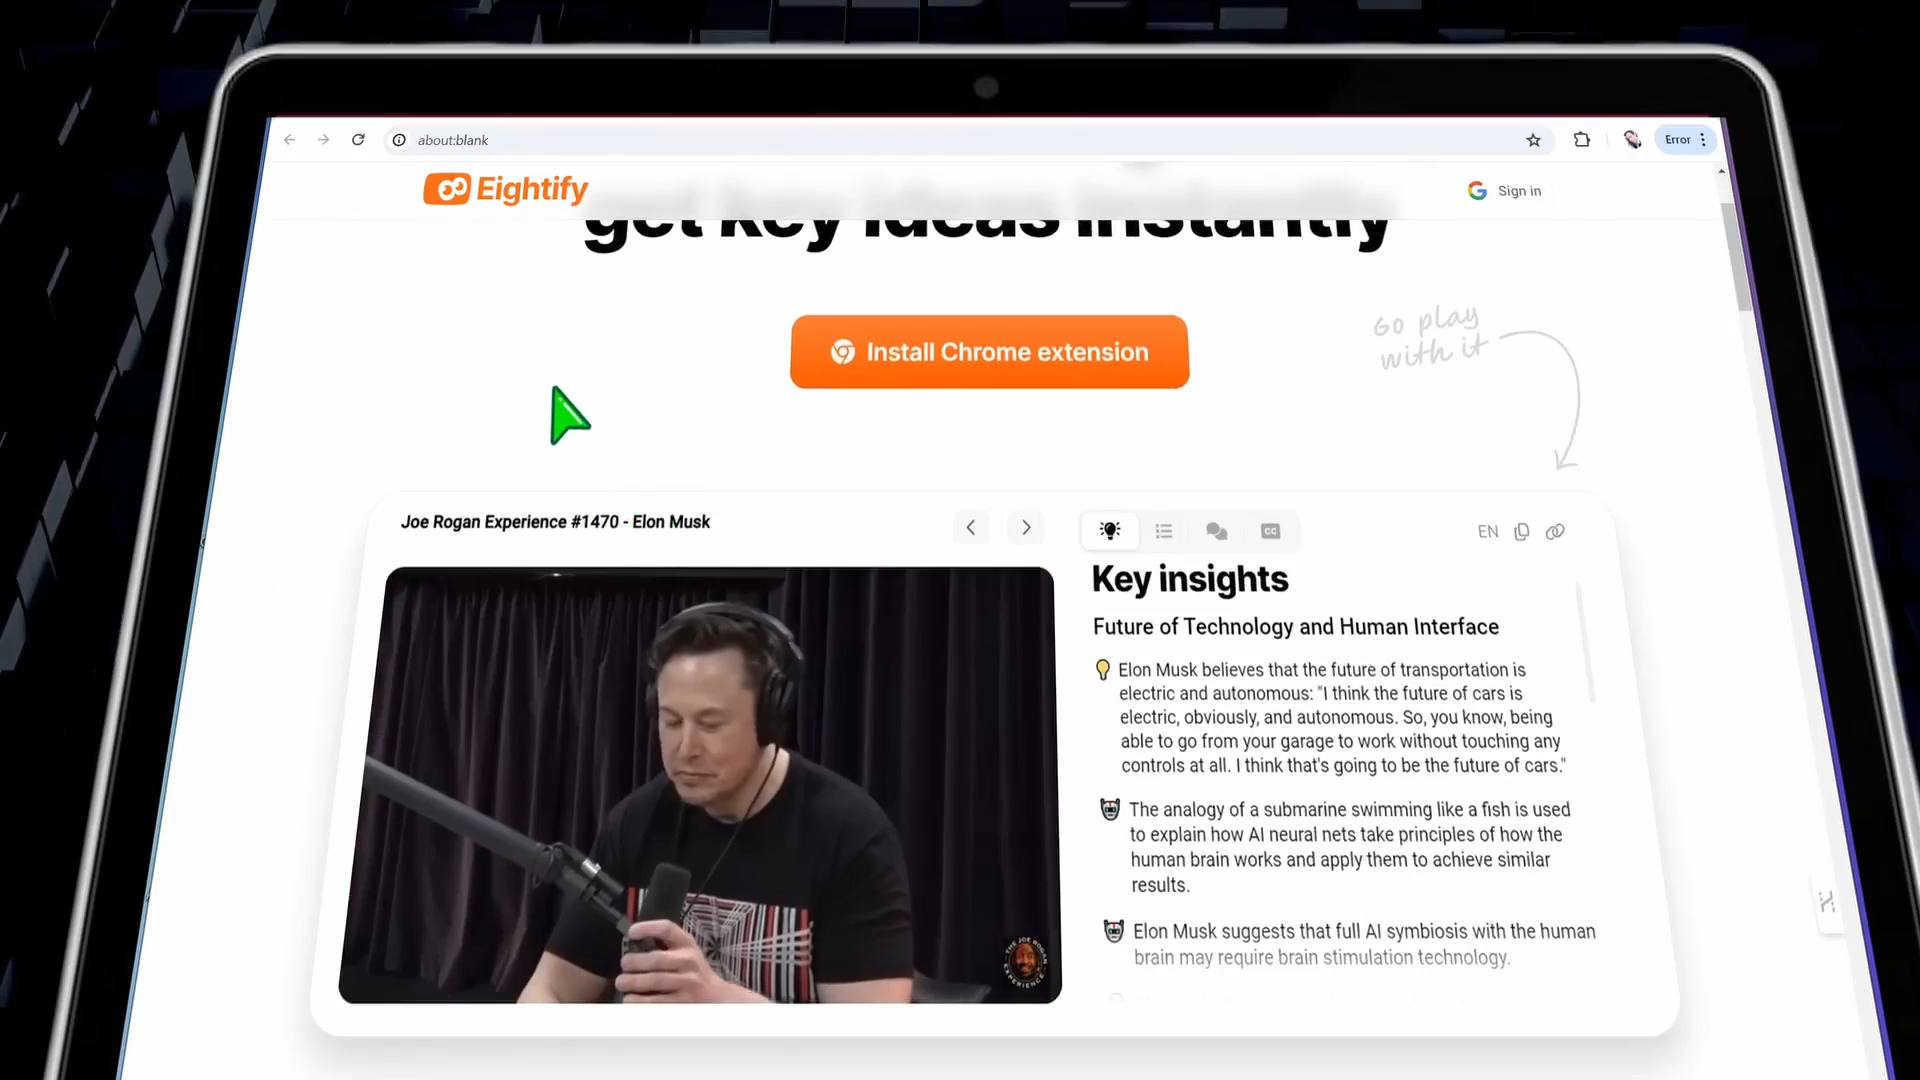 about:blank
Error
Eightify
Sign in
get key ideas instantly
Install Chrome extension
Go play
with it
Joe Rogan Experience #1470 - Elon Musk
CC
EN
Key insights
Future of Technology and Human Interface
Elon Musk believes that the future of transportation is
electric and autonomous: "I think the future of cars is
electric, obviously, and autonomous. So, you know, being
able to go from your garage to work without touching any
controls at all. I think that's going to be the future of cars."
The analogy of a submarine swimming like a fish is used
to explain how AI neural nets take principles of how the
human brain works and apply them to achieve similar
results.
Elon Musk suggests that full AI symbiosis with the human
brain may require brain stimulation technology.
THE JOE ROGAN
EXPERIENCE